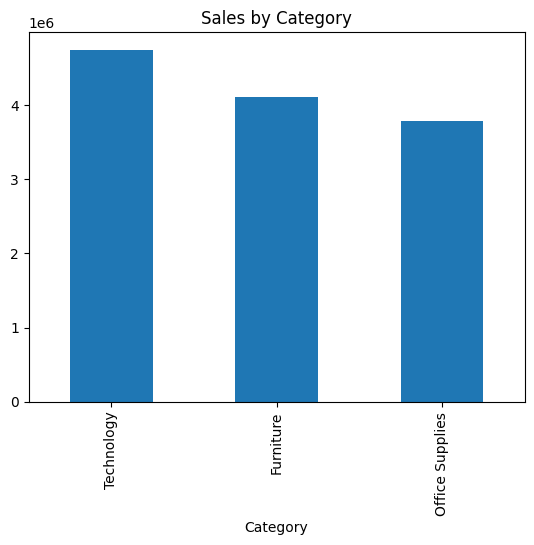 Sales by Category
1e6
4
3
2
1
0
Technology
Furniture
Office Supplies
Category